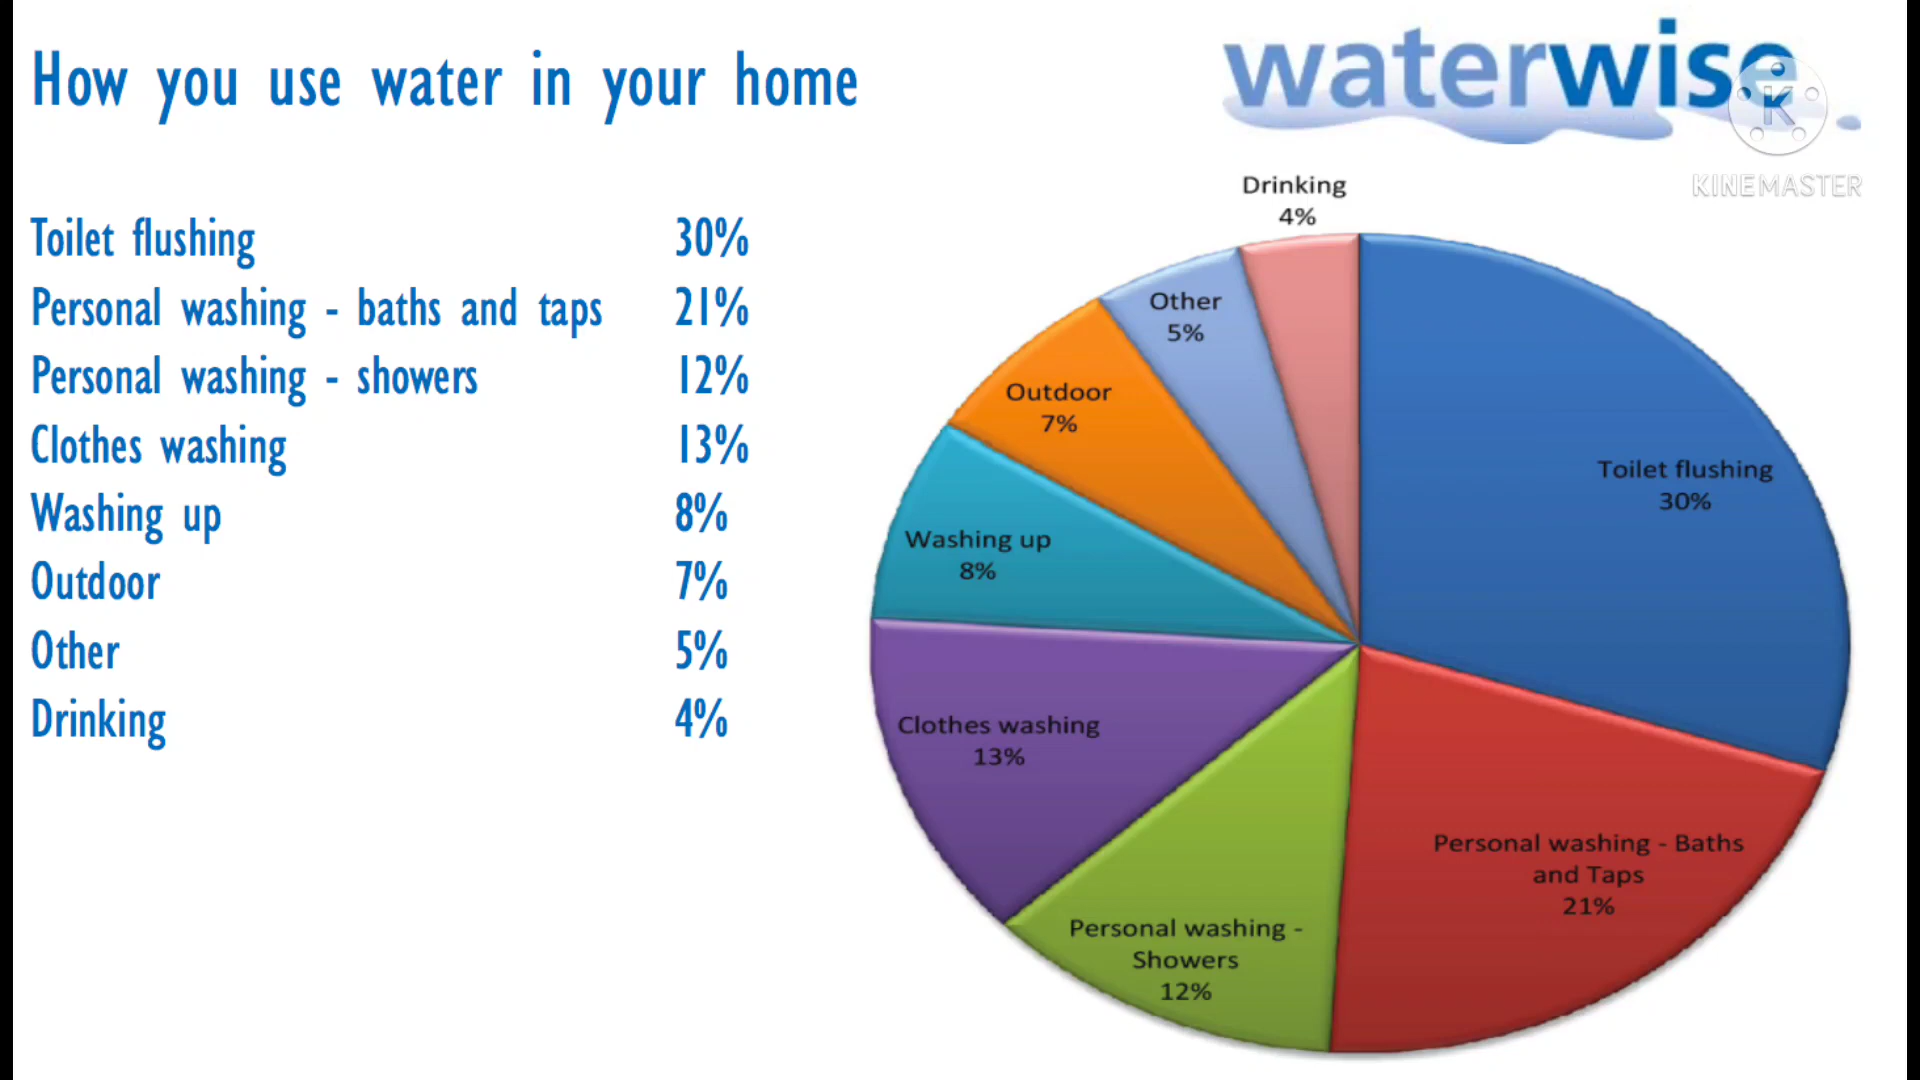 How you use water in your home
waterwise
KINEMASTER
Toilet flushing 30%
Personal washing - baths and taps 21%
Personal washing - showers 12%
Clothes washing 13%
Washing up 8%
Outdoor 7%
Other 5%
Drinking 4%
Drinking
4%
Other
5%
Outdoor
7%
Toilet flushing
30%
Washing up
8%
Clothes washing
13%
Personal washing - Baths
and Taps
21%
Personal washing -
Showers
12%
K